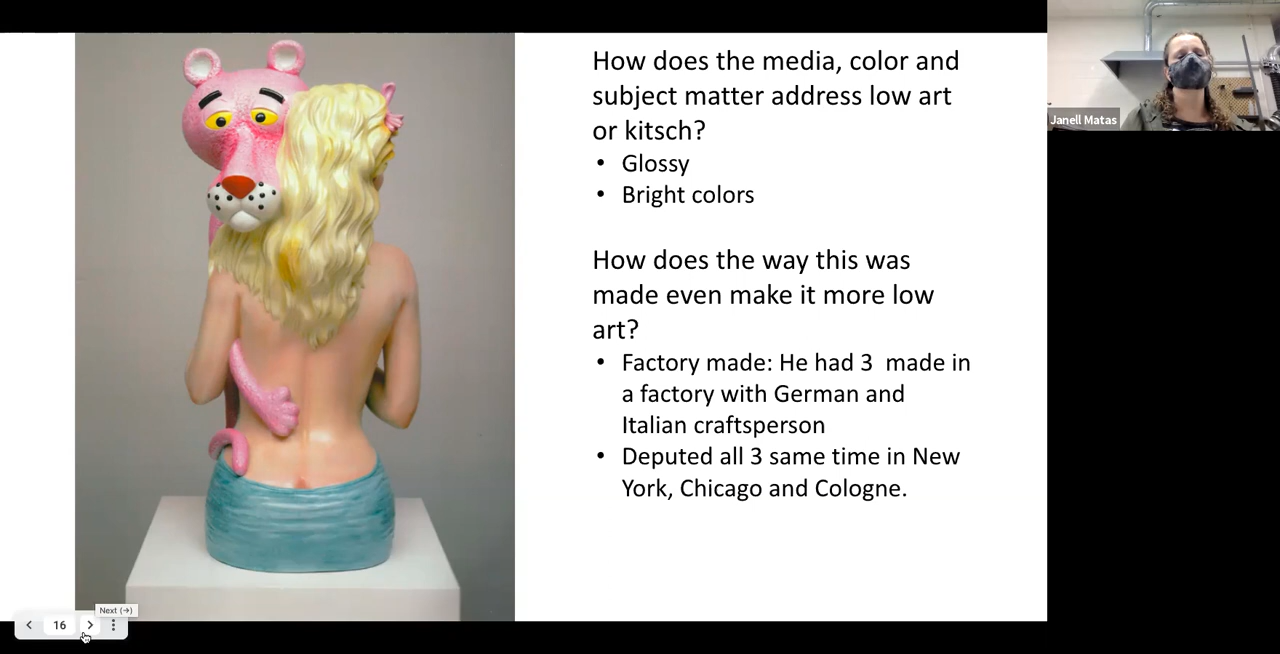 How does the media, color and
subject matter address low art
or kitsch?
• Glossy
• Bright colors
How does the way this was
made even make it more low
art?
• Factory made: He had 3  made in
a factory with German and
Italian craftsperson
• Deputed all 3 same time in New
York, Chicago and Cologne.
Janell Matas
Next (→)
16